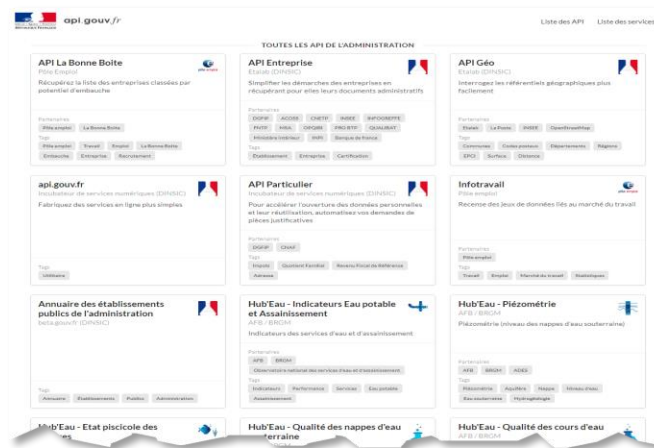 api.gouv.fr
Liste des API Liste des services
TOUTES LES API DE L'ADMINISTRATION
API La Bonne Boite
Pôle Emploi
Récupérez la liste des entreprises classées par
potentiel d'embauche
Partenaires
Pôle emploi La Bonne Boite
Tags
Pôle emploi Travail Emploi La Bonne Boite
Embauche Entreprise Recrutement
API Entreprise
Etalab (DINSIC)
Simplifier les démarches des entreprises en
récupérant pour elles leurs documents administratifs
Partenaires
DGFIP ACOSS CNETP INSEE INFOGREFFE
FNTP MSA OPQIBI PRO BTP QUALIBAT
Ministère Intérieur INPI Banque de France
Tags
Établissement Entreprise Certification
API Géo
Etalab (DINSIC)
Interrogez les référentiels géographiques plus
facilement
Partenaires
Etalab La Poste INSEE OpenStreetMap
Tags
Communes Codes postaux Départements Régions
EPCI Surface Distance
api.gouv.fr
Incubateur de services numériques (DINSIC)
Fabriquez des services en ligne plus simples
Tags
Utilitaire
API Particulier
Incubateur de services numériques (DINSIC)
Pour accélérer l'ouverture des données personnelles
et leur réutilisation, automatisez vos demandes de
pièces justificatives
Partenaires
DGFIP CNAF
Tags
Impots Quotient Familial Revenu Fiscal de Référence
Adresse
Infotravail
Pôle emploi
Recense des jeux de données liés au marché du travail
Partenaires
Pôle emploi
Tags
Travail Emploi Marché du travail Statistiques
Annuaire des établissements
publics de l'administration
beta.gouv.fr (DINSIC)
Tags
Annuaire Établissements Publics Administration
Hub'Eau - Indicateurs Eau potable
et Assainissement
AFB / BRGM
Indicateurs des services d'eau et d'assainissement
Partenaires
AFB BRGM
Observatoire national des services d'eau et d'assainissement
Tags
Indicateurs Performance Services Eau potable
Assainissement
Hub'Eau - Piézométrie
AFB / BRGM
Piézométrie (niveau des nappes d'eau souterraine)
Partenaires
AFB BRGM ADES
Tags
Piézométrie Aquifère Nappe Niveau d'eau
Eau souterraine Hydrogéologie
Hub'Eau - Etat piscicole des
Hub'Eau - Qualité des nappes d'eau
Hub'Eau - Qualité des cours d'eau
AFB / BRGM